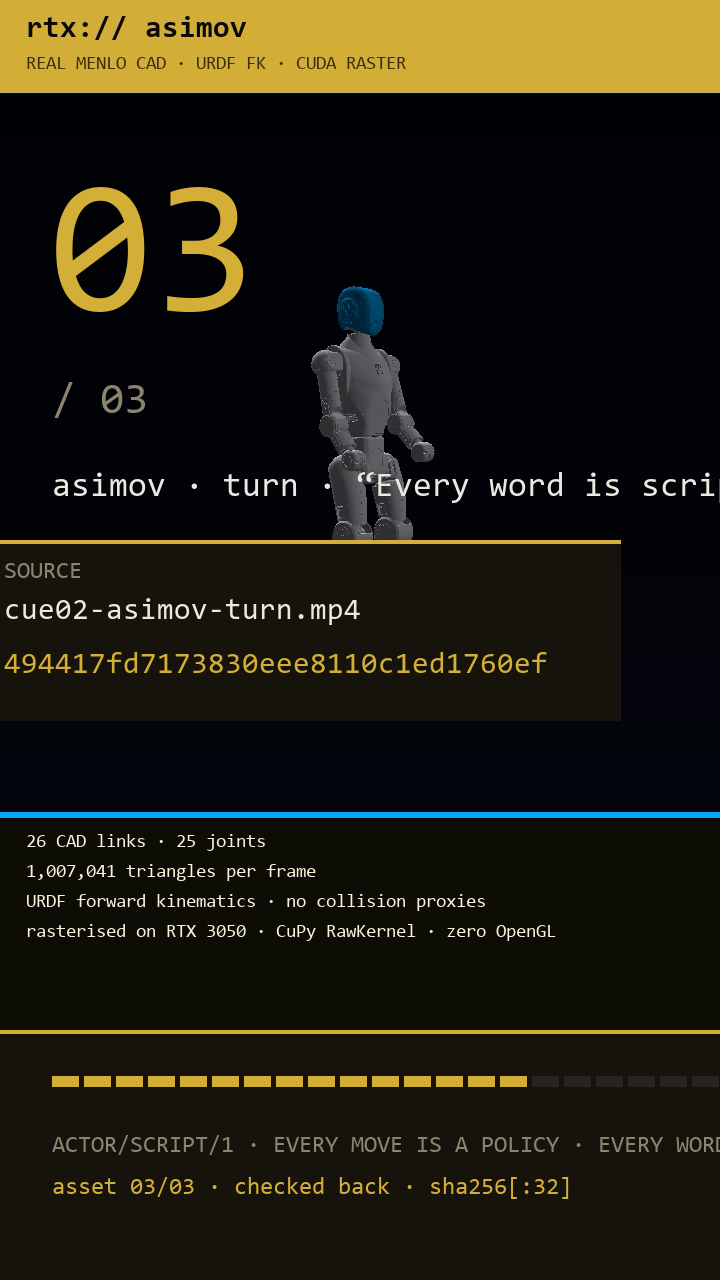 rtx:// asimov
REAL MENLO CAD · URDF FK · CUDA RASTER
03
/ 03
asimov · turn · “Every word is scrip
SOURCE
cue02-asimov-turn.mp4
494417fd7173830eee8110c1ed1760ef
26 CAD links · 25 joints
1,007,041 triangles per frame
URDF forward kinematics · no collision proxies
rasterised on RTX 3050 · CuPy RawKernel · zero OpenGL
ACTOR/SCRIPT/1 · EVERY MOVE IS A POLICY · EVERY WORD
asset 03/03 · checked back · sha256[:32]